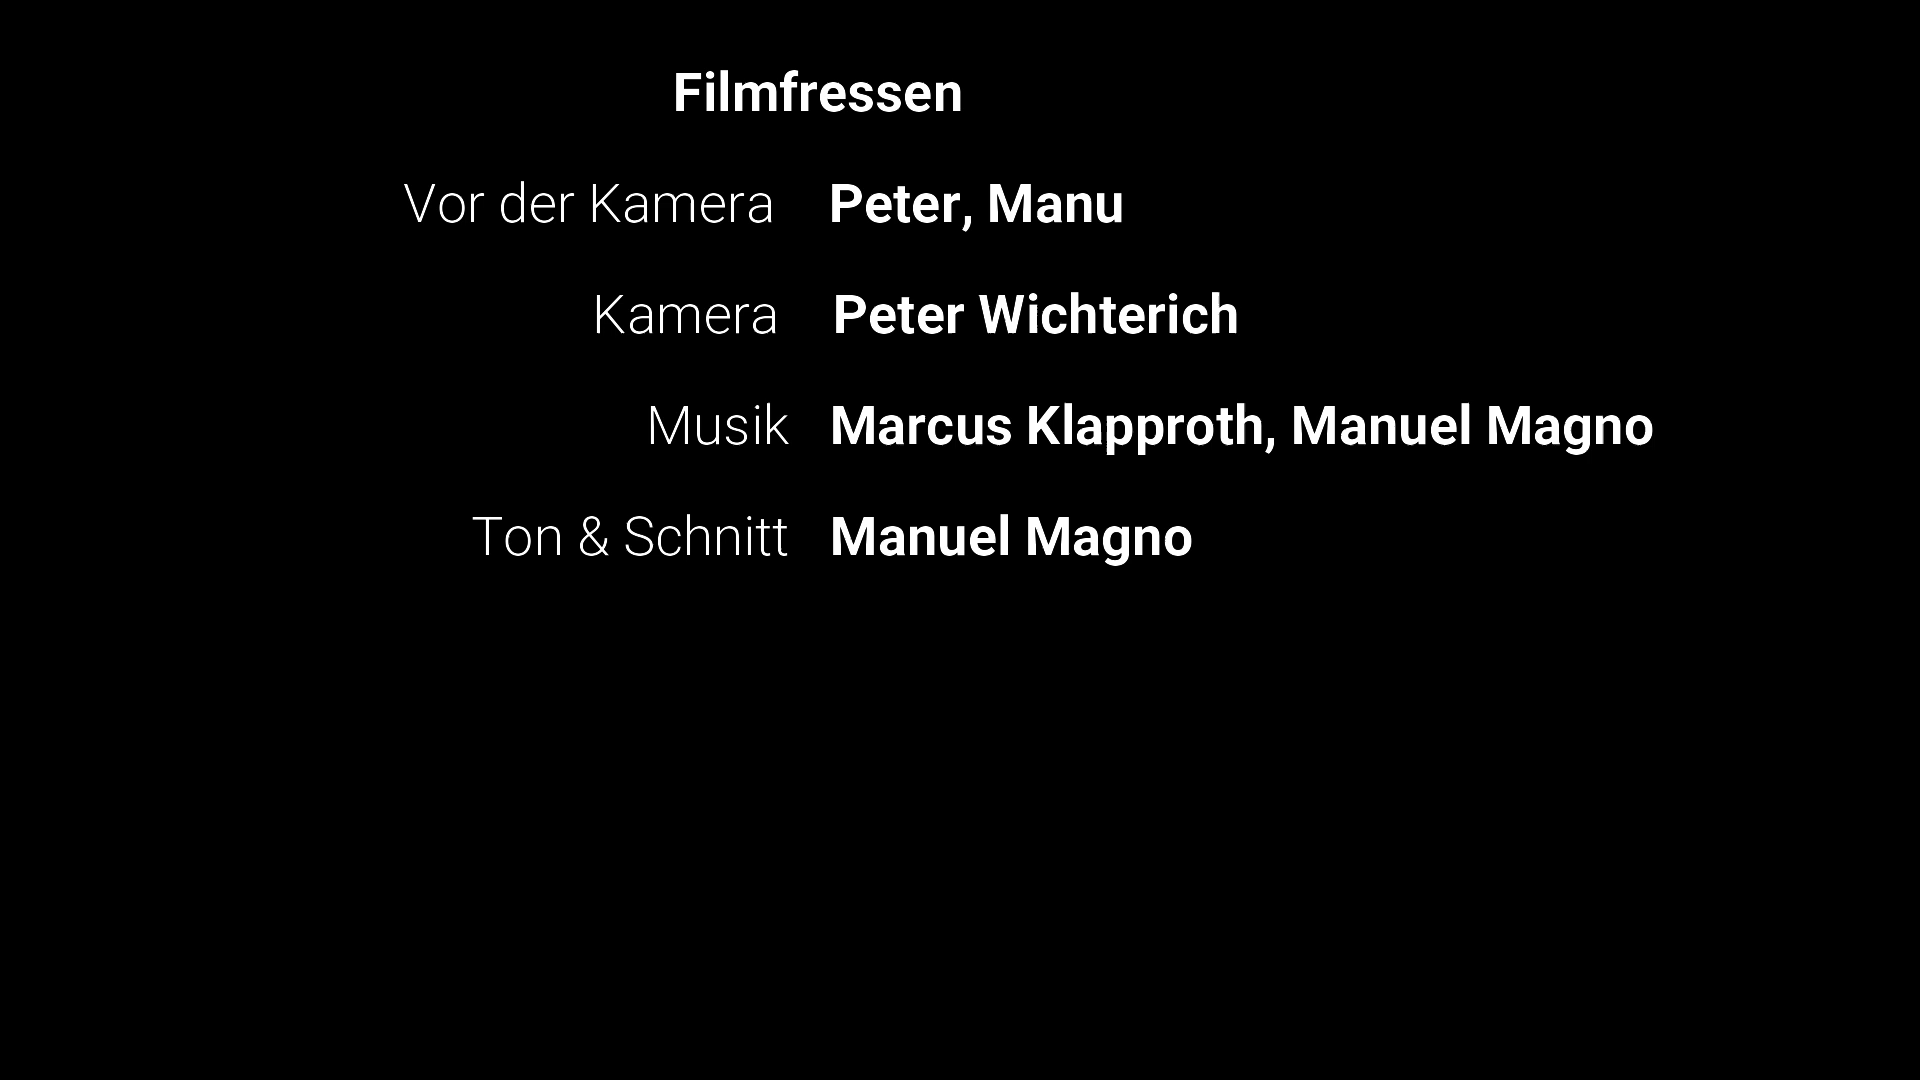 Filmfressen
Vor der Kamera Peter, Manu
Kamera Peter Wichterich
Musik Marcus Klapproth, Manuel Magno
Ton & Schnitt Manuel Magno